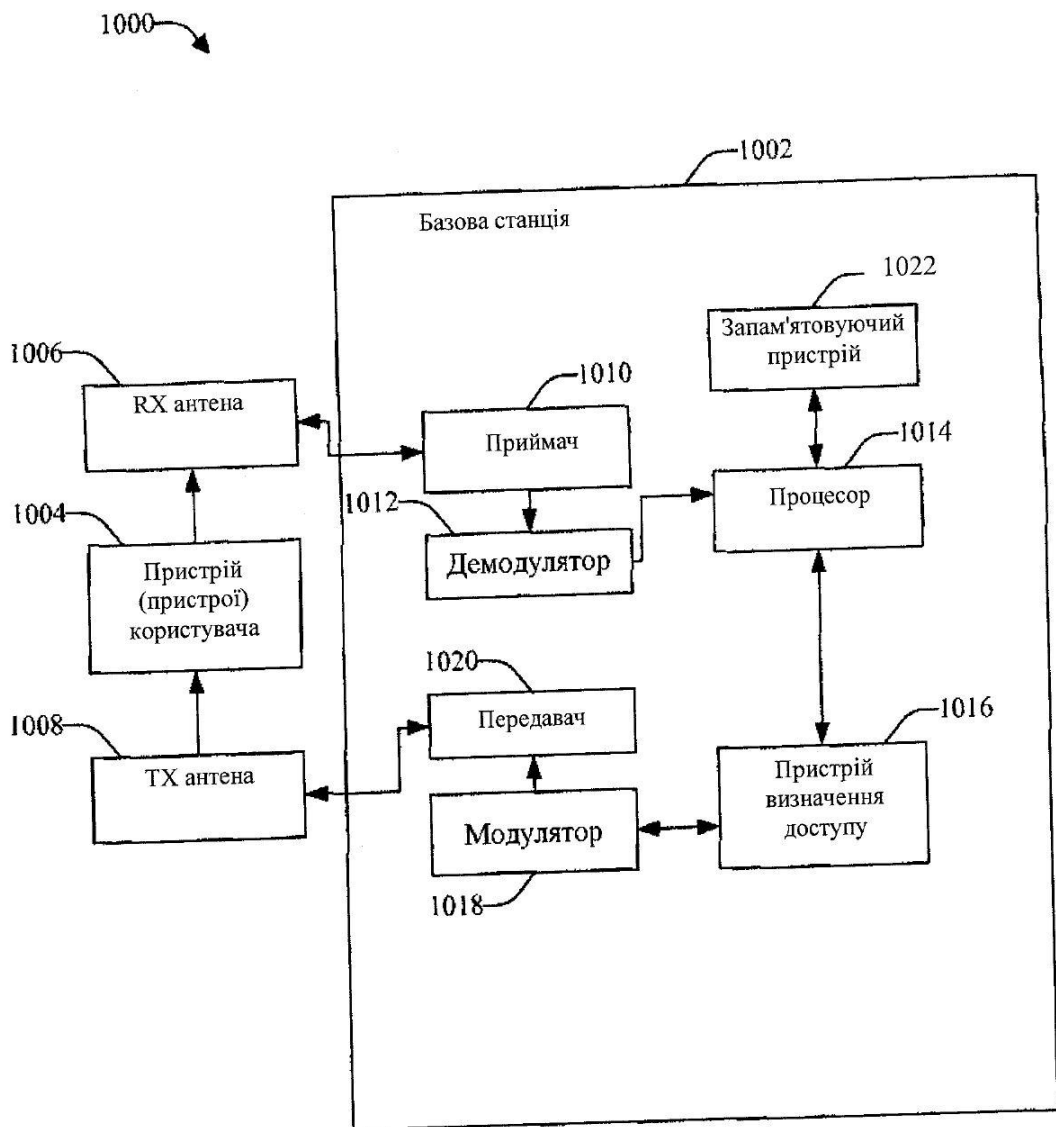 1000
1002
Базова станція
1022
Запам'ятовуючий
пристрій
1006
RX антена
1010
Приймач
1014
Процесор
1004
Пристрій
(пристрої)
користувача
1012
Демодулятор
1020
Передавач
1008
TX антена
1016
Пристрій
визначення
доступу
Модулятор
1018